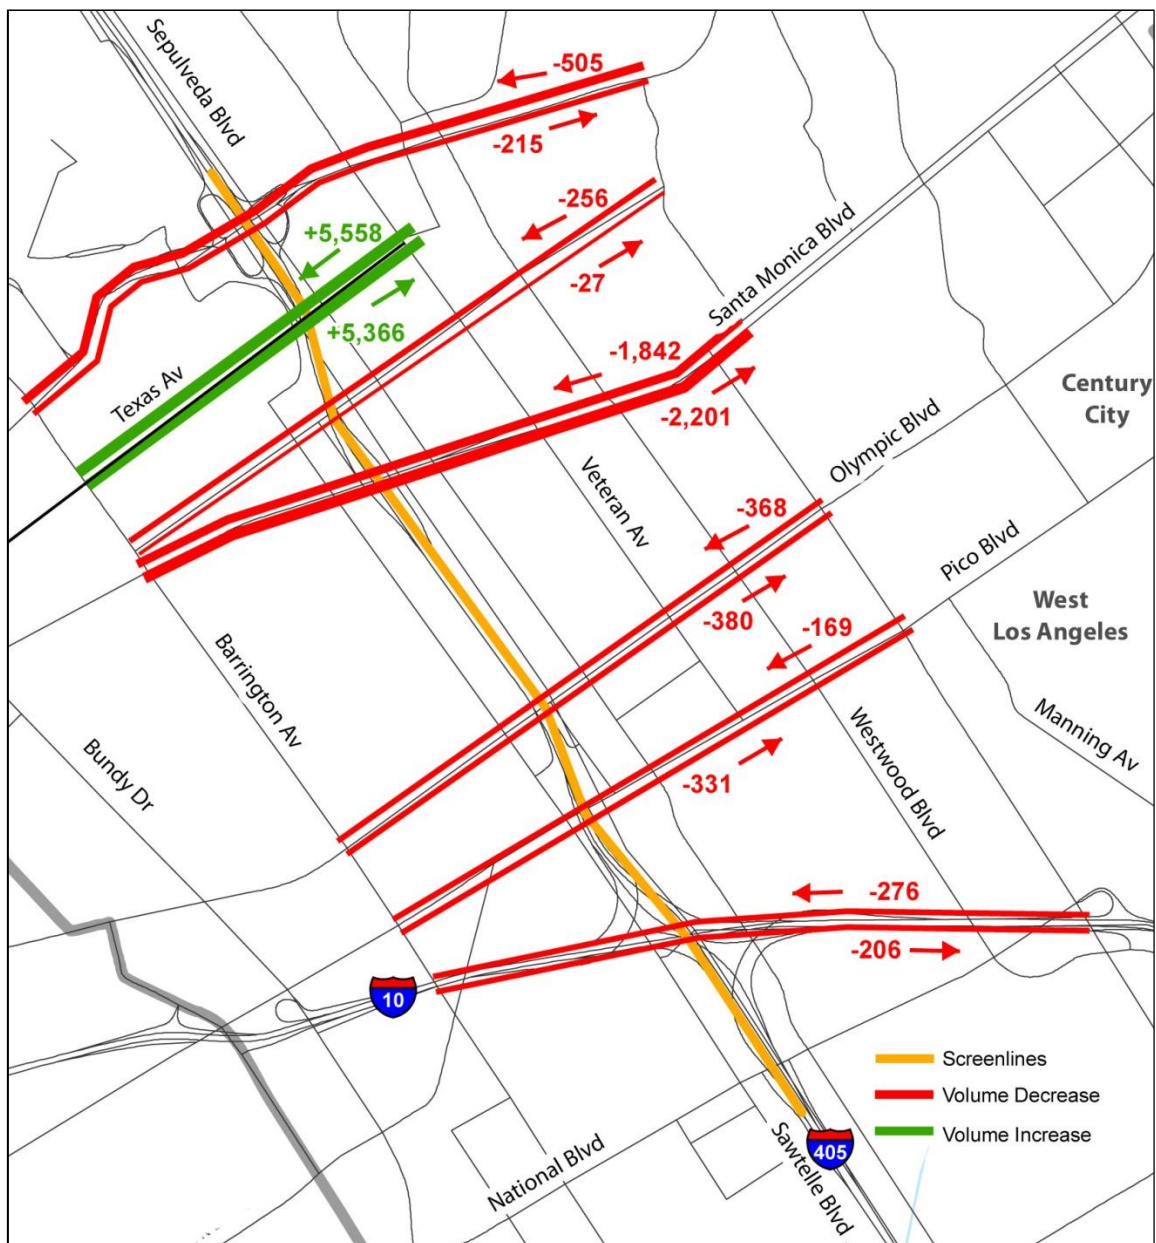 Sepulveda Blvd
-505
-215
-256
+5,558
-27
+5,366
Santa Monica Blvd
-1,842
Texas Av
-2,201
Century
City
Olympic Blvd
Veteran Av
-368
Pico Blvd
-380
-169
West
Los Angeles
Barrington Av
Manning Av
Bundy Dr
-331
Westwood Blvd
-276
-206
10
Screenlines
Volume Decrease
Volume Increase
National Blvd
Sawtelle Blvd
405